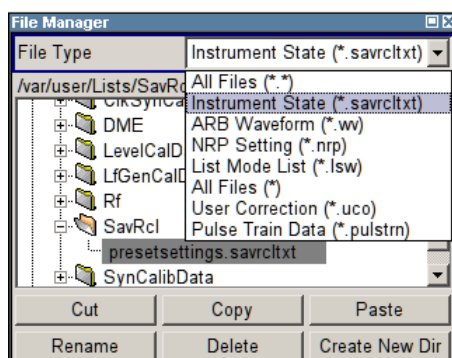 File Manager
File Type Instrument State (*.savrcltxt)
/var/user/Lists/SavRc
All Files (*.*)
Instrument State (*.savrcltxt)
ARB Waveform (*.wv)
NRP Setting (*.nrp)
List Mode List (*.lsw)
All Files (*)
User Correction (*.uco)
Pulse Train Data (*.pulstrn)
ClkSynCa
DME
LevelCalD
LfGenCalD
Rf
SavRcl
presetsettings.savrcltxt
SynCalibData
Cut Copy Paste
Rename Delete Create New Dir